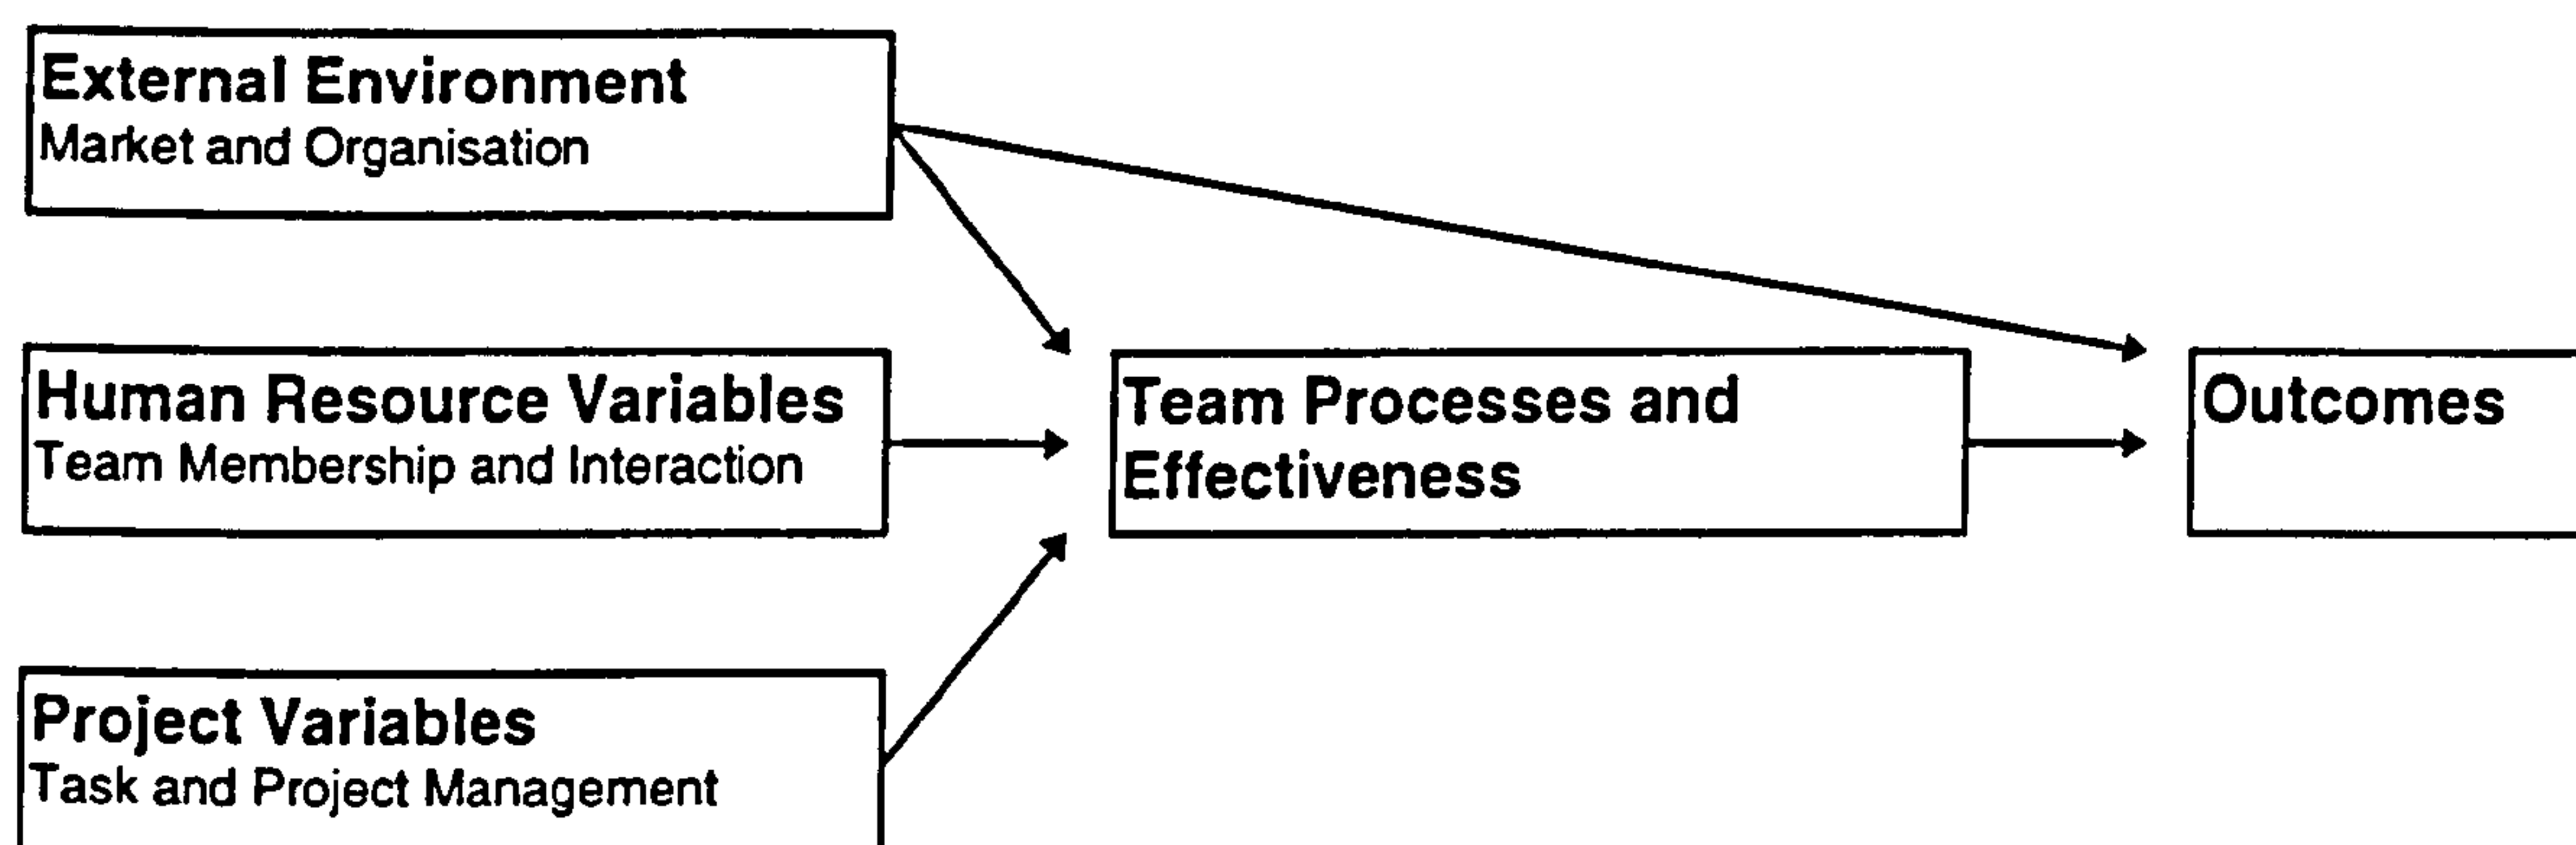 External Environment
Market and Organisation
Human Resource Variables
Team Membership and Interaction
Team Processes and
Effectiveness
Outcomes
Project Variables
Task and Project Management